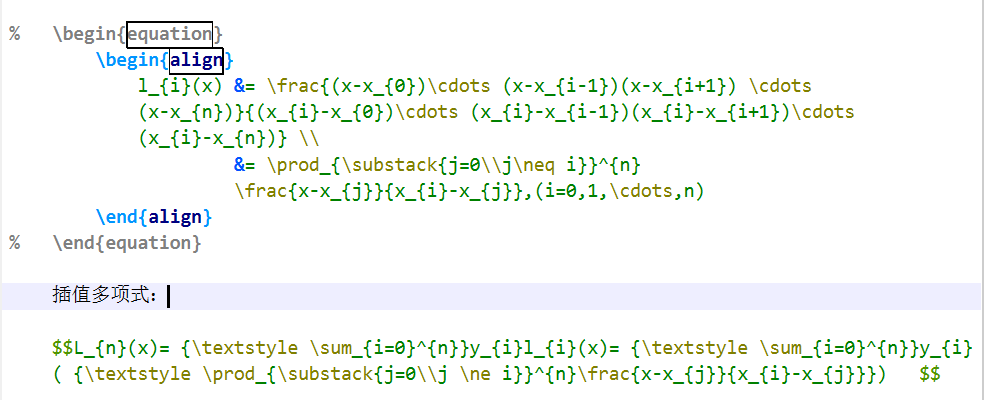 % \begin{equation}
\begin{align}
l_{i}(x) &= \frac{(x-x_{0})\cdots (x-x_{i-1})(x-x_{i+1}) \cdots
(x-x_{n})}{(x_{i}-x_{0})\cdots (x_{i}-x_{i-1})(x_{i}-x_{i+1})\cdots
(x_{i}-x_{n})} \\
&= \prod_{\substack{j=0\\j\neq i}}^{n}
\frac{x-x_{j}}{x_{i}-x_{j}},(i=0,1,\cdots,n)
\end{align}
% \end{equation}
插值多项式：
$$L_{n}(x)= {\textstyle \sum_{i=0}^{n}}y_{i}l_{i}(x)= {\textstyle \sum_{i=0}^{n}}y_{i}
( {\textstyle \prod_{\substack{j=0\\j \ne i}}^{n}\frac{x-x_{j}}{x_{i}-x_{j}}}) $$